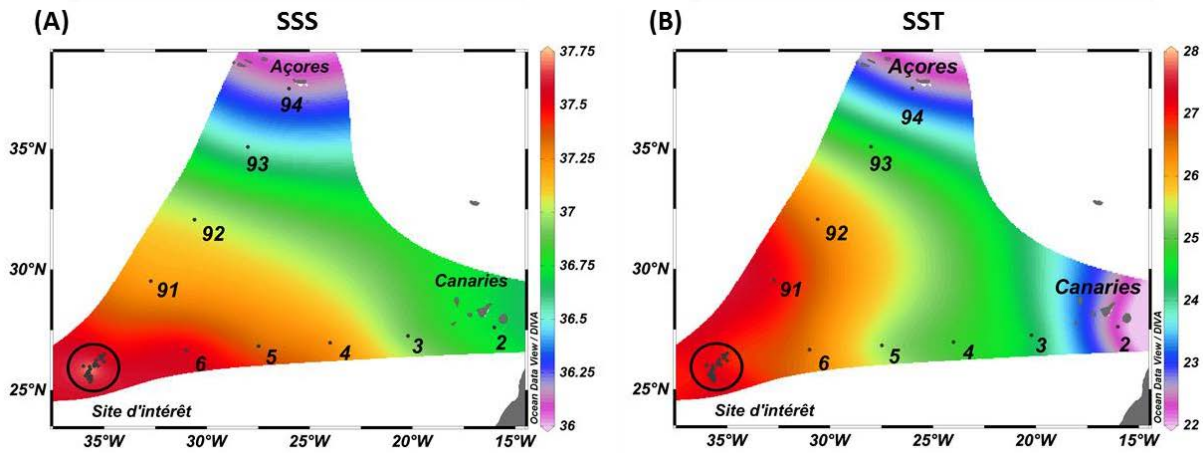 (A) SSS
Açores
94
93
92
91
Canaries
6
5
4
3
2
Site d'intérêt
35°N
30°N
25°N
35°W
30°W
25°W
20°W
15°W
37.75
37.5
37.25
37
36.75
36.5
36.25
36
Ocean Data View / DIVA
(B) SST
Açores
94
93
92
91
Canaries
6
5
4
3
2
Site d'intérêt
35°N
30°N
25°N
35°W
30°W
25°W
20°W
15°W
28
27
26
25
24
23
22
Ocean Data View / DIVA